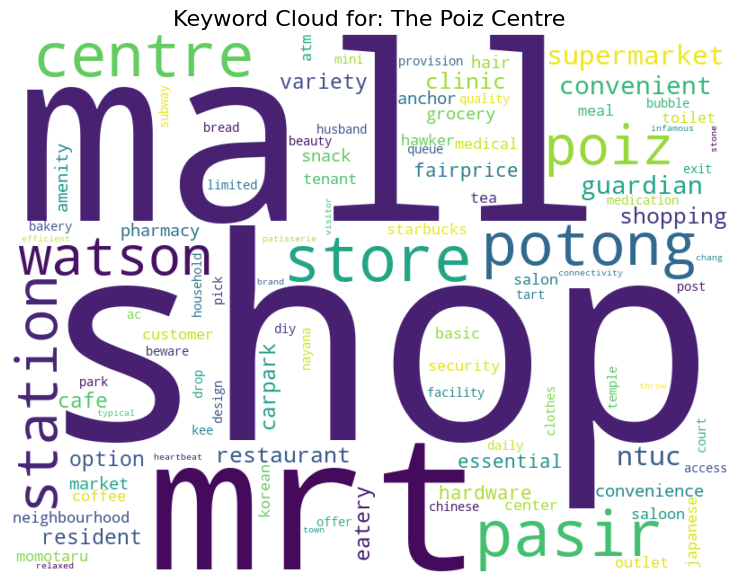 Keyword Cloud for: The Poiz Centre
centre
atm
mini
provision
hair
supermarket
mall
subway
variety
clinic
convenient
anchor
quality
grocery
meal
bubble
toilet
infamous
stone
bread
husband
beauty
hawker
queue
medical
poiz
amenity
snack
fairprice
exit
limited
tenant
tea
guardian
medication
visitor
shopping
bakery
pharmacy
starbucks
efficient
patisserie
watson
store
potong
chang
household
pick
brand
salon
connectivity
tart
post
station
shop
ac
customer
beware
diy
nayana
basic
security
facility
park
drop
design
carpark
cafe
typical
kee
clothes
temple
throw
court
daily
option
heartbeat
restaurant
mrt
essential
ntuc
access
market
coffee
korean
eatery
hardware
chinese
center
convenience
neighbourhood
offer
town
saloon
japanese
resident
pasir
momotaru
relaxed
outlet